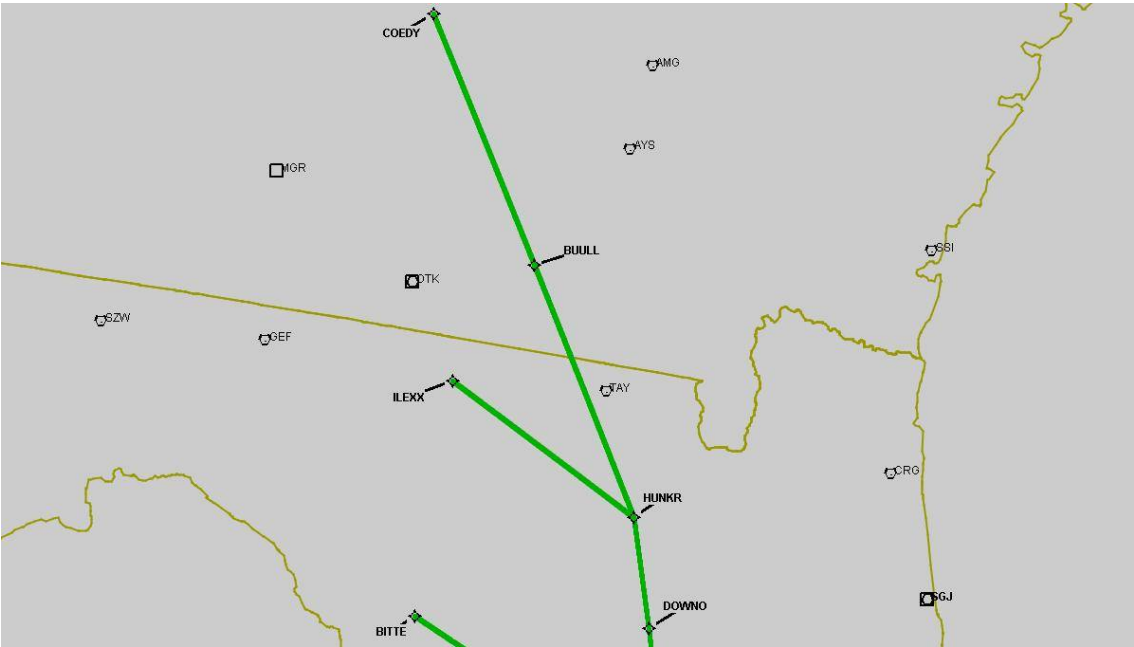 COEDY
AMG
AYS
MGR
BUULL
SSI
OTK
SZW
GEF
ILEXX
TAY
CRG
HUNKR
SGJ
DOWNO
BITTE